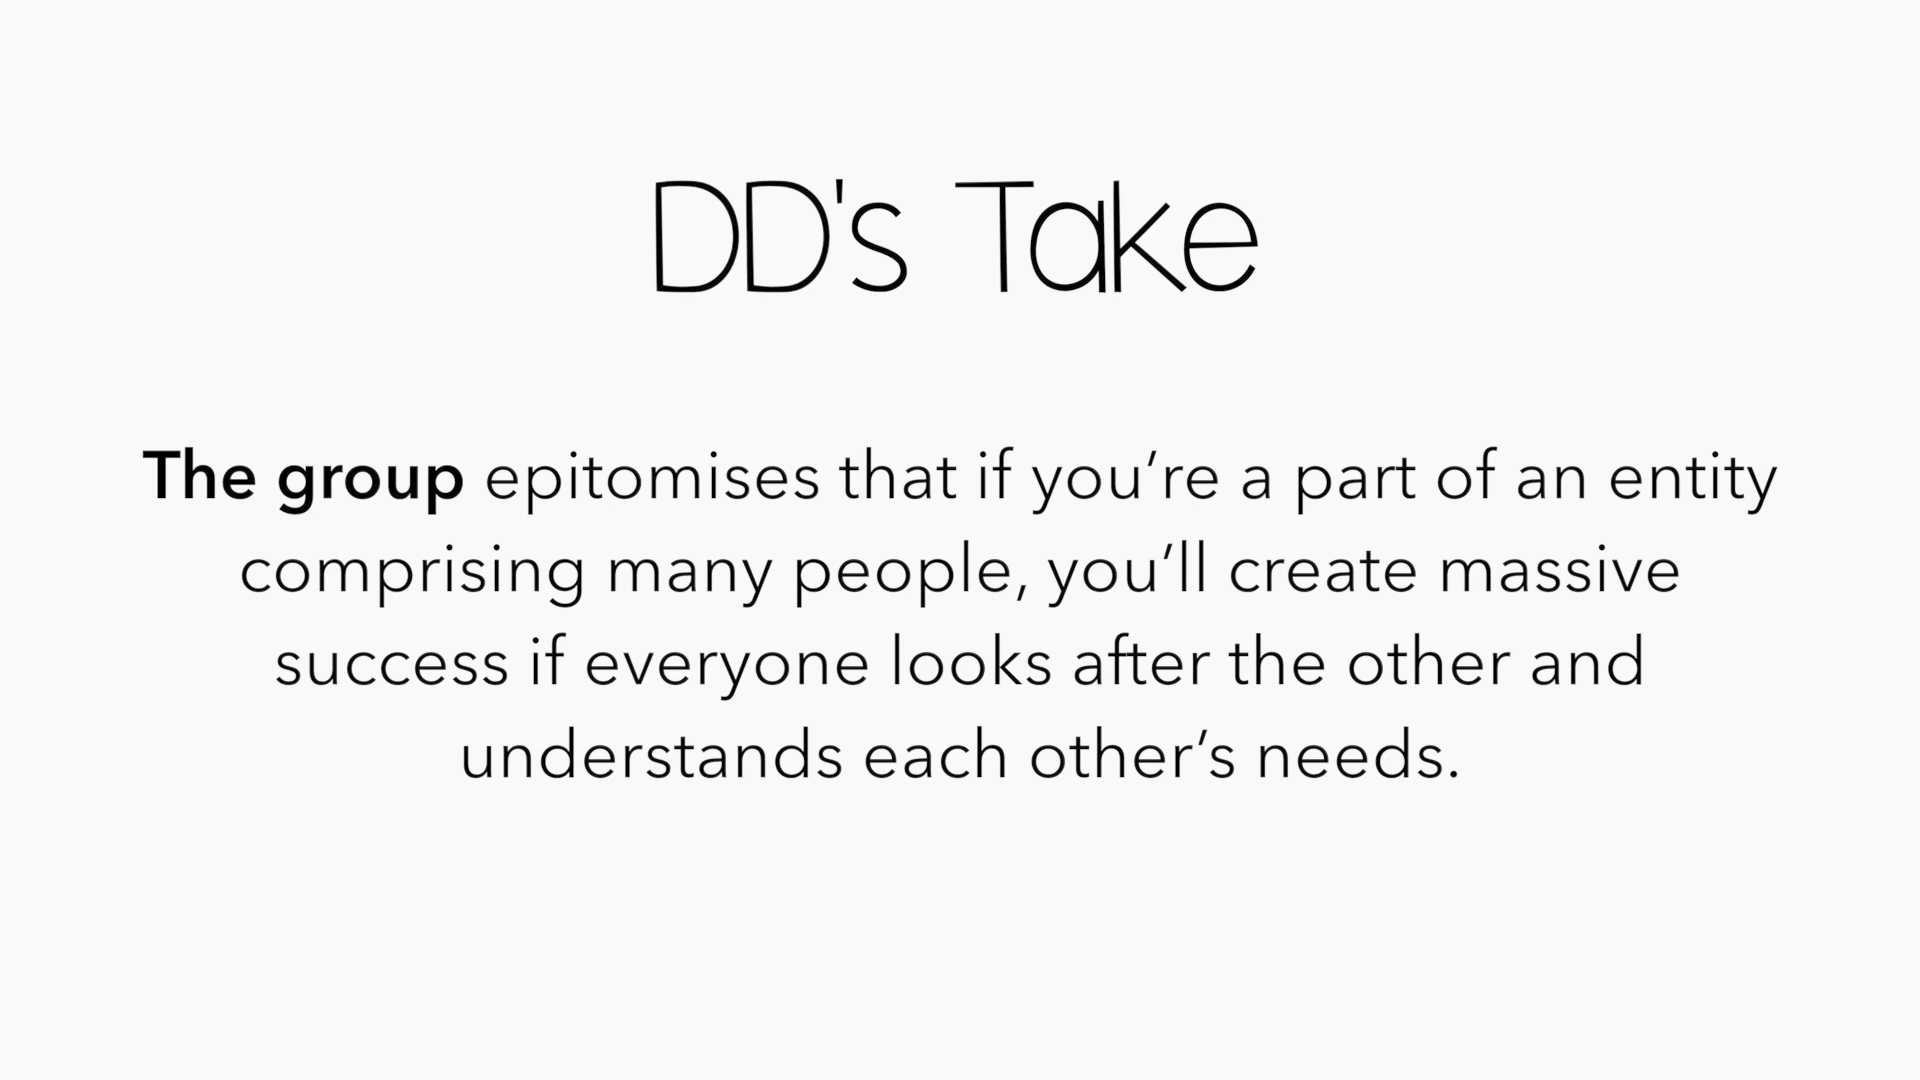 DD's Take
The group epitomises that if you’re a part of an entity
comprising many people, you’ll create massive
success if everyone looks after the other and
understands each other’s needs.